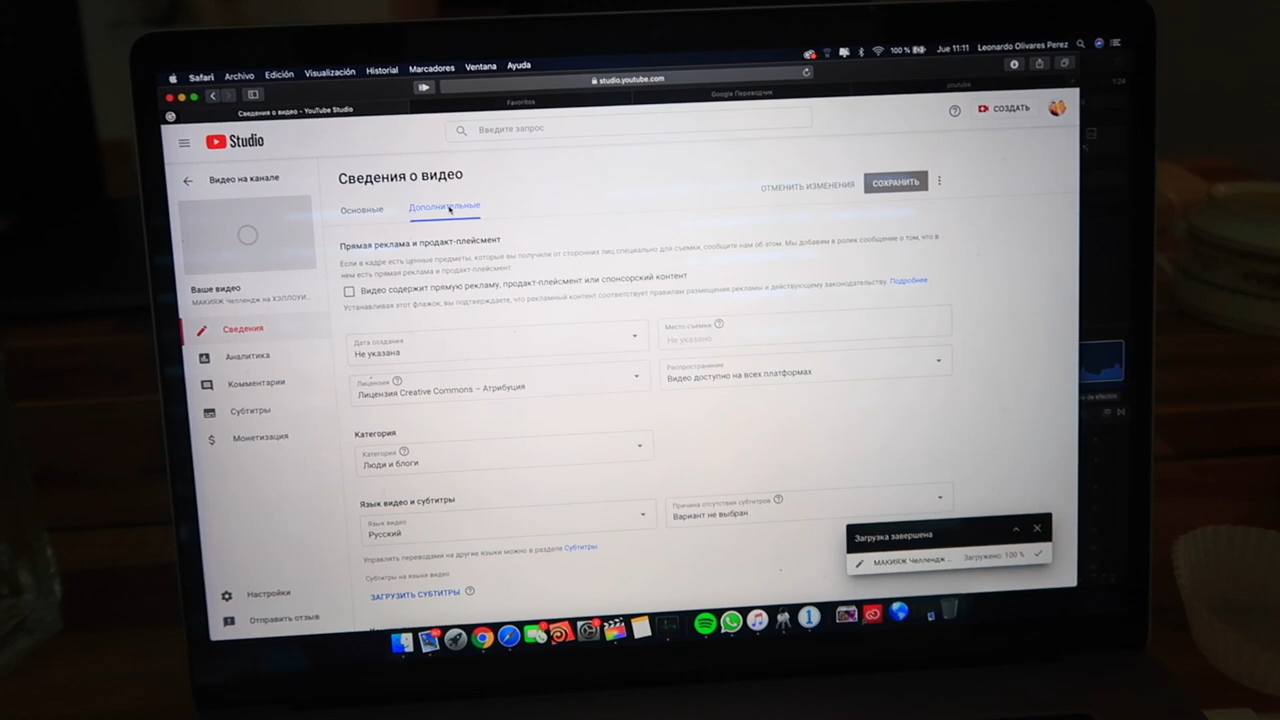 Safari Archivo Edición Visualización Historial Marcadores Ventana Ayuda
100 % Jue 11:11 Leonardo Olivares Perez
studio.youtube.com
Сведения о видео - YouTube Studio
Favoritos
Google Переводчик
youtube
1:24
Studio
Введите запрос
СОЗДАТЬ
Видео на канале
Сведения о видео
ОТМЕНИТЬ ИЗМЕНЕНИЯ
СОХРАНИТЬ
Основные
Дополнительные
Прямая реклама и продакт-плейсмент
Если в кадре есть ценные предметы, которые вы получили от сторонних лиц специально для съемки, сообщите нам об этом. Мы добавим в ролик сообщение о том, что в
нем есть прямая реклама и продакт-плейсмент.
Видео содержит прямую рекламу, продакт-плейсмент или спонсорский контент
Устанавливая этот флажок, вы подтверждаете, что рекламный контент соответствует правилам размещения рекламы и действующему законодательству. Подробнее
Ваше видео
МАКИЯЖ Челлендж на ХЭЛЛОУИ...
Сведения
Аналитика
Комментарии
Субтитры
Монетизация
Настройки
Отправить отзыв
Дата создания
Не указана
Место съемки
Не указано
Лицензия
Лицензия Creative Commons – Атрибуция
Распространение
Видео доступно на всех платформах
Категория
Категория
Люди и блоги
Язык видео и субтитры
Язык видео
Русский
Причина отсутствия субтитров
Вариант не выбран
Управлять переводами на другие языки можно в разделе Субтитры.
Субтитры на языке видео
ЗАГРУЗИТЬ СУБТИТРЫ
Загрузка завершена
МАКИЯЖ Челлендж ...
Загружено: 100 %
de efectos